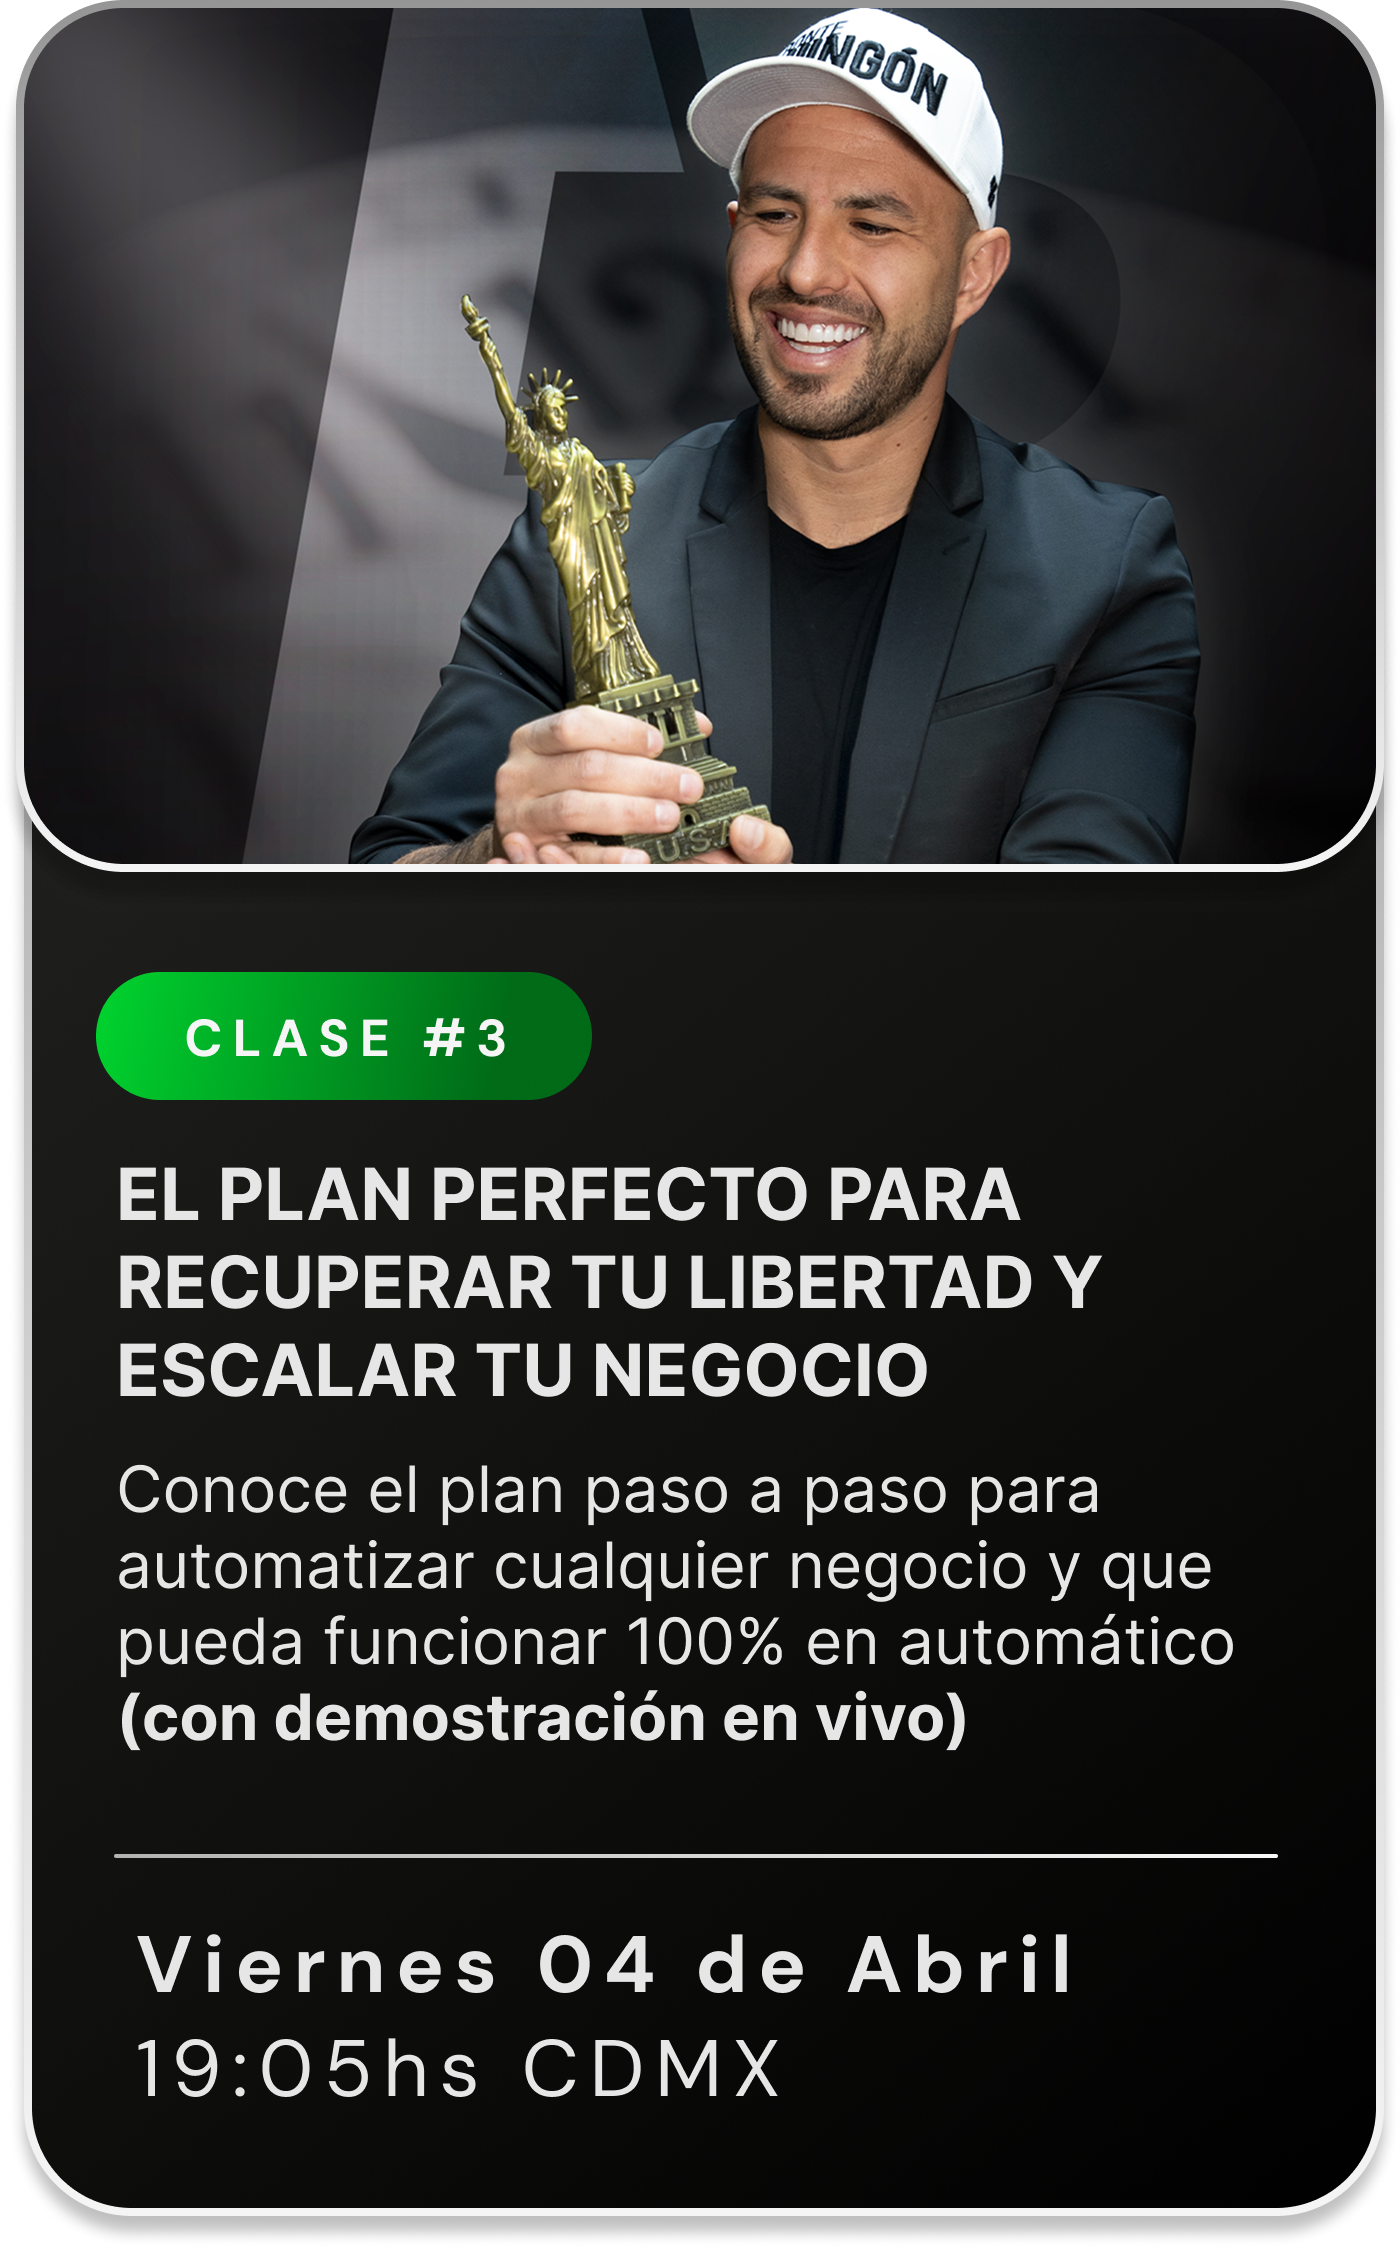 PONTE
CHINGÓN
U.S.A
CLASE #3
EL PLAN PERFECTO PARA
RECUPERAR TU LIBERTAD Y
ESCALAR TU NEGOCIO
Conoce el plan paso a paso para
automatizar cualquier negocio y que
pueda funcionar 100% en automático
(con demostración en vivo)
Viernes 04 de Abril
19:05hs CDMX